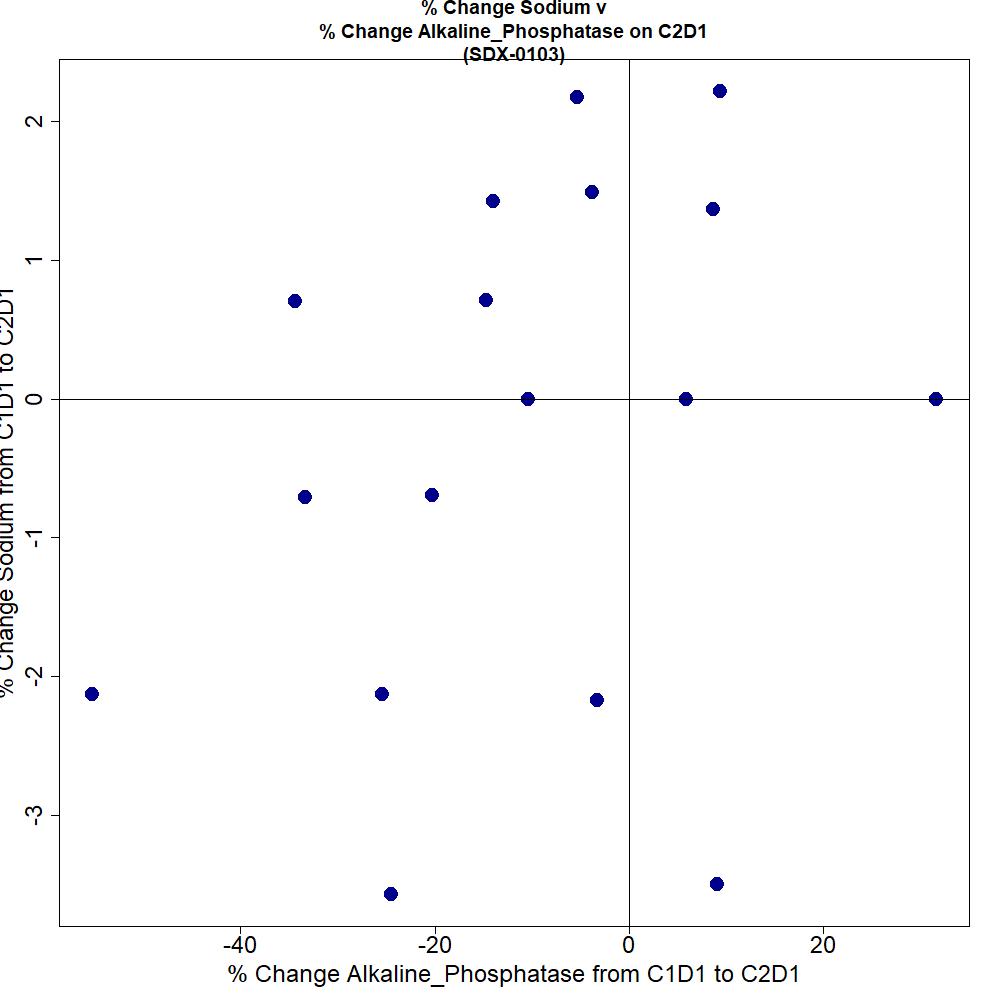 % Change Sodium v
% Change Alkaline_Phosphatase on C2D1
(SDX-0103)
% Change Sodium from C1D1 to C2D1
2
1
0
-1
-2
-3
-40
-20
0
20
% Change Alkaline_Phosphatase from C1D1 to C2D1